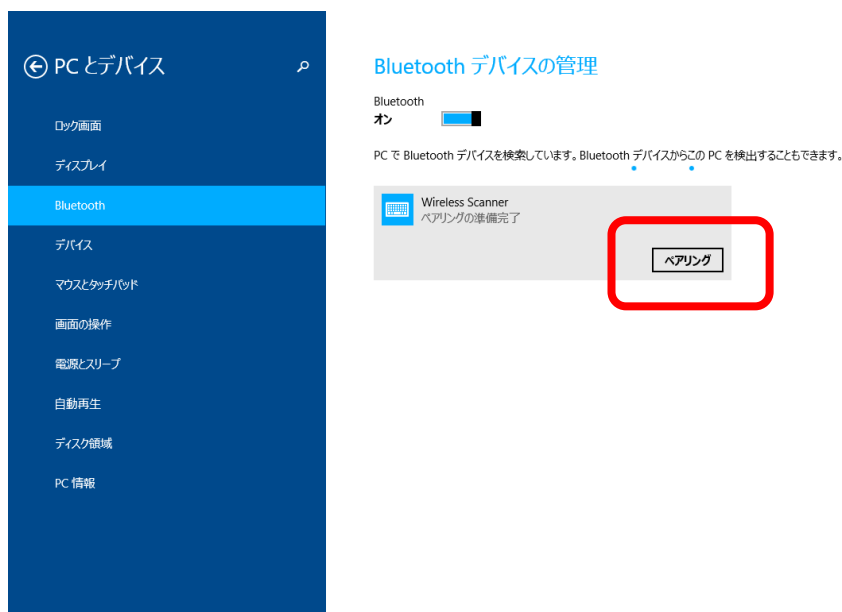 PC とデバイス
ロック画面
ディスプレイ
Bluetooth
デバイス
マウスとタッチパッド
画面の操作
電源とスリープ
自動再生
ディスク領域
PC 情報
Bluetooth デバイスの管理
Bluetooth
オン
PC で Bluetooth デバイスを検索しています。Bluetooth デバイスからこの PC を検出することもできます。
Wireless Scanner
ペアリングの準備完了
ペアリング